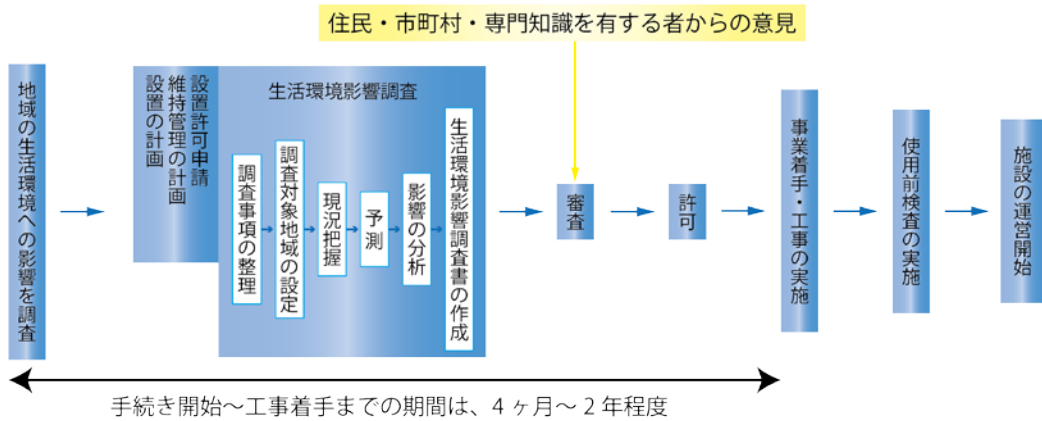 住民・市町村・専門知識を有する者からの意見
地域の生活環境への影響を調査
設置許可申請
維持管理の計画
設置の計画
生活環境影響調査
調査事項の整理
調査対象地域の設定
現況把握
予測
影響の分析
生活環境影響調査書の作成
審査
許可
事業着手・工事の実施
使用前検査の実施
施設の運営開始
手続き開始～工事着手までの期間は、4ヶ月～2年程度